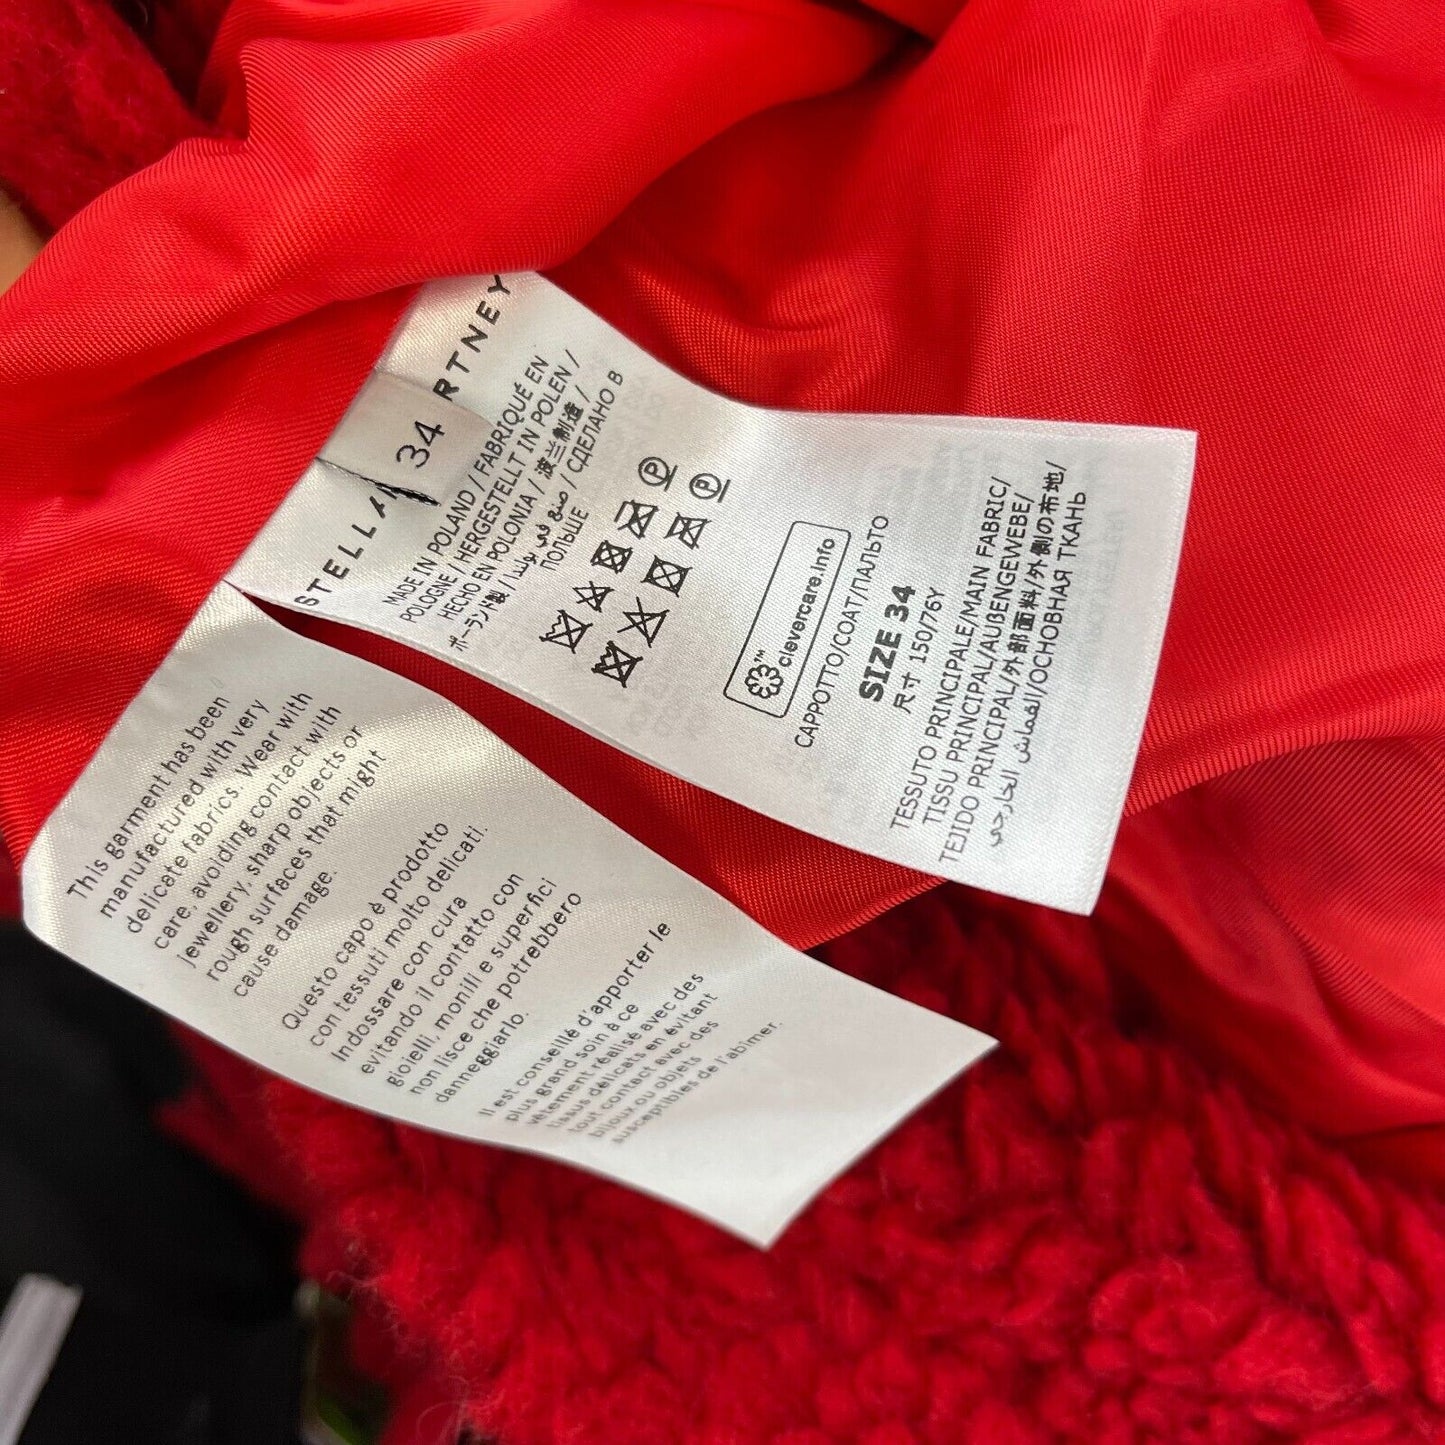 STELLA
RTNEY
34
MADE IN POLAND / FABRIQUÉ EN
POLOGNE / HERGESTELLT IN POLEN /
HECHO EN POLONIA / 波兰制造 /
ポーランド製 / صنع في بولندا / СДЕЛАНО В
ПОЛЬШЕ
P
P
™ clevercare.info
CAPPOTTO/COAT/ПАЛЬТО
SIZE 34
尺寸 150/76Y
TESSUTO PRINCIPALE/MAIN FABRIC/
TISSU PRINCIPAL/AUßENGEWEBE/
TEJIDO PRINCIPAL/外部面料/外側の布地/
القماش الخارجي/ОСНОВНАЯ ТКАНЬ
This garment has been
manufactured with very
delicate fabrics. Wear with
care, avoiding contact with
jewellery, sharp objects or
rough surfaces that might
cause damage.
Questo capo è prodotto
con tessuti molto delicati.
Indossare con cura
evitando il contatto con
gioielli, monili e superfici
non lisce che potrebbero
danneggiarlo.
Il est conseillé d'apporter le
plus grand soin à ce
vêtement réalisé avec des
tissus délicats en évitant
tout contact avec des
bijoux ou objets
susceptibles de l'abîmer.